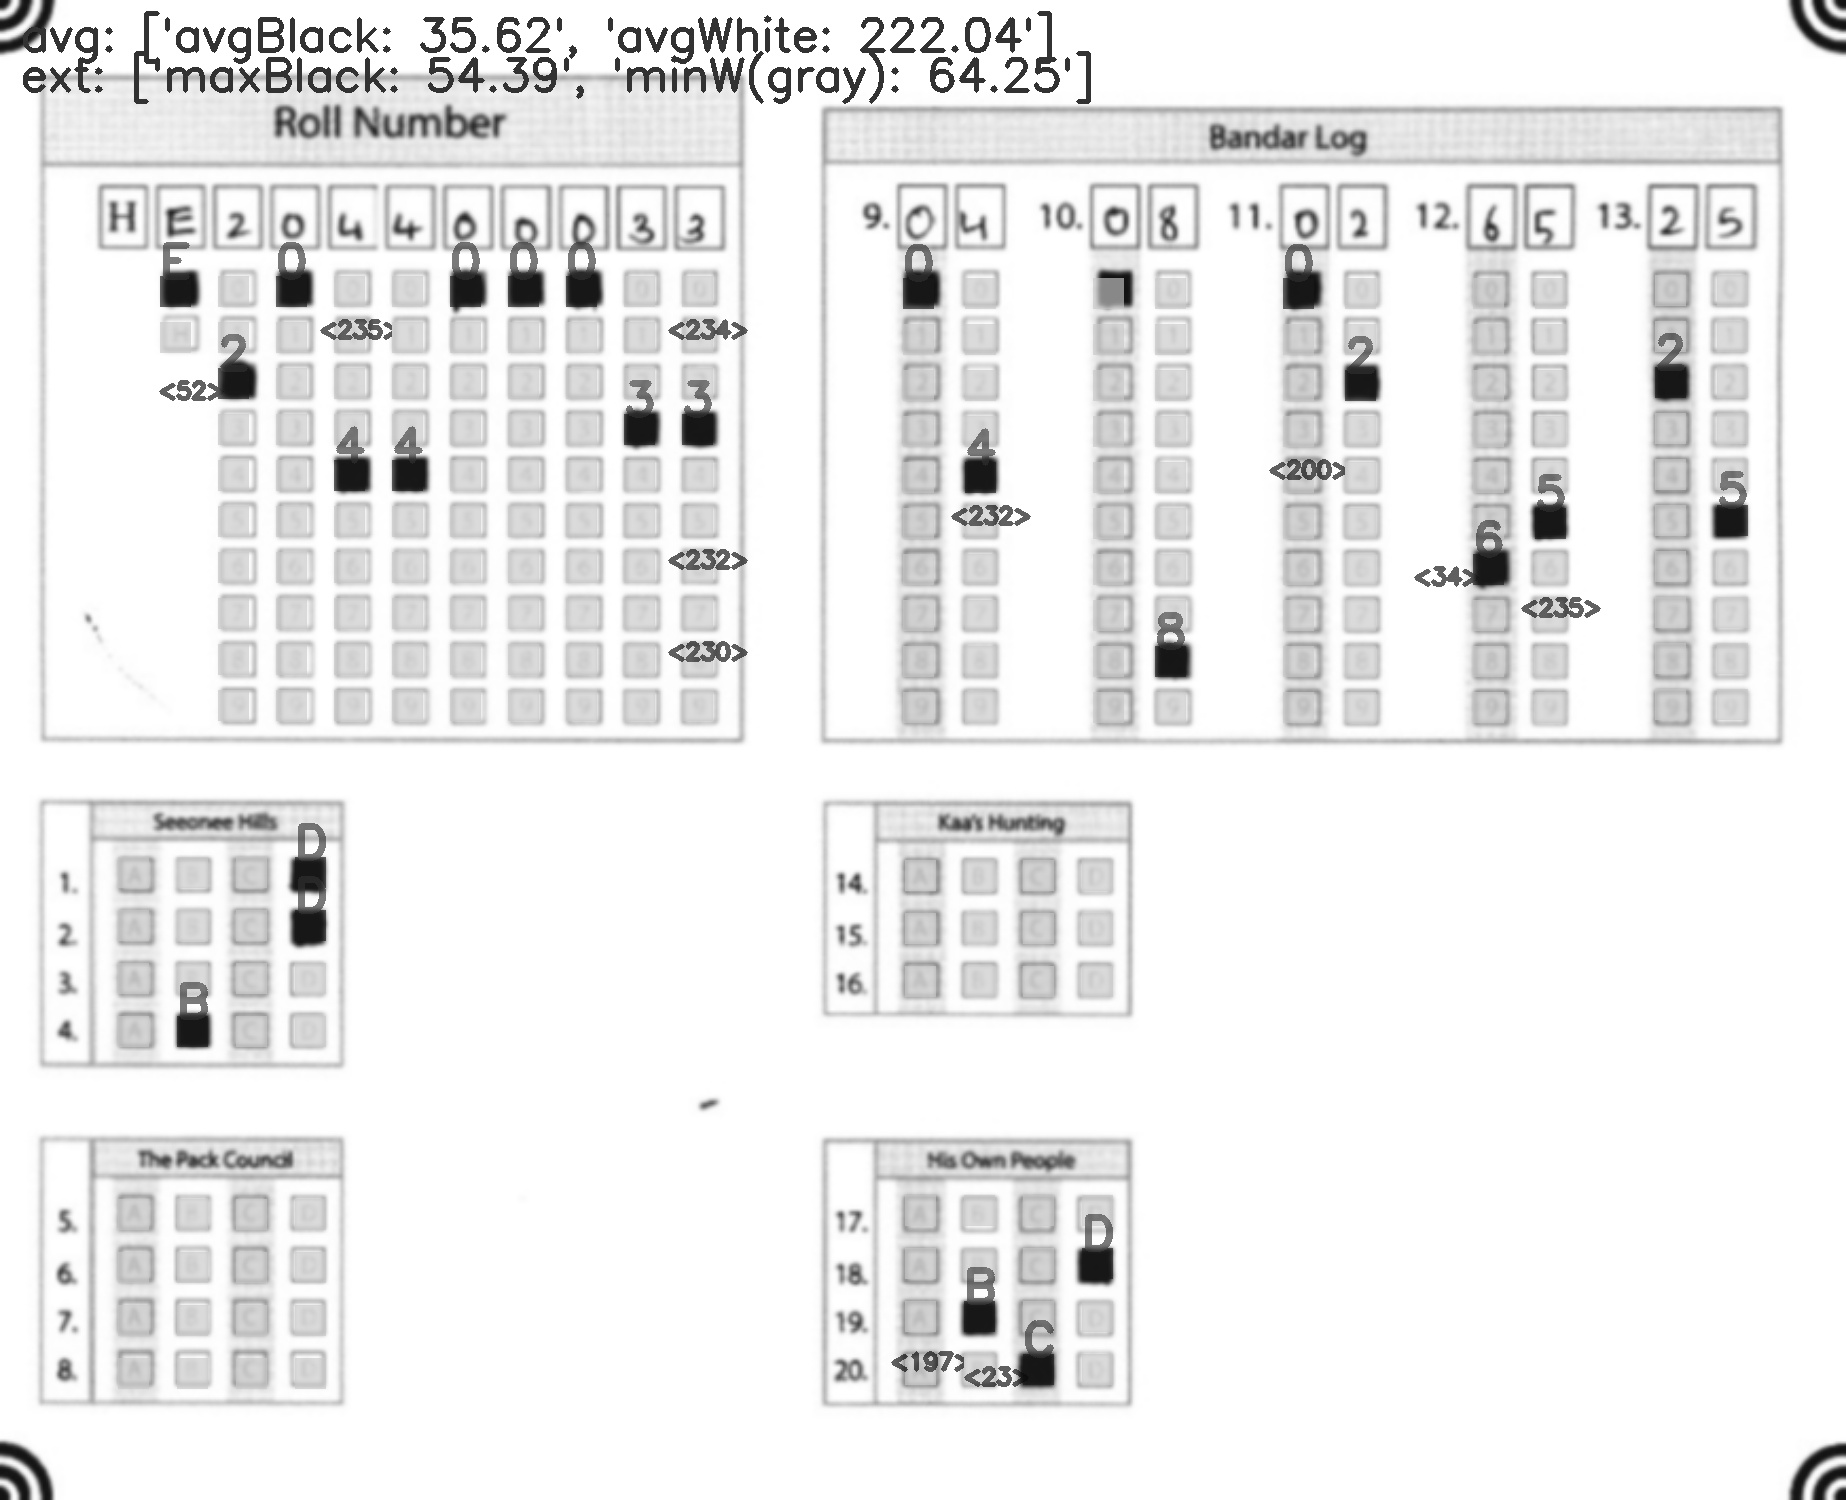 avg: ['avgBlack: 35.62', 'avgWhite: 222.04']
ext: ['maxBlack: 54.39', 'minW(gray): 64.25']
Roll Number
H E 2 0 4 4 0 0 0 3 3
E 0 0 0 0
<235> <234>
2
<52>
3 3
4 4
<232>
<230>
Bandar Log
9. 0 4 10. 0 8 11. 0 2 12. 6 5 13. 2 5
0 0
2 2
4
<200>
5 5
<232>
6
<34>
<235>
8
Seeonee Hills
D
1. A B C
D
2. A B C
3. A B C D
B
4. A C D
Kaa's Hunting
14. A B C D
15. A B C D
16. A B C D
The Pack Council
5. A B C D
6. A B C D
7. A B C D
8. A B C D
His Own People
17. A B C
D
18. A C
B
19. A D
C
20. <197> <23> D